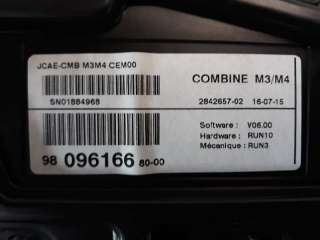 JCAE-CMB M3M4 CEM00
COMBINE M3/M4
SN01884968
2842657-02 16-07-15
Software : V06.00
Hardware : RUN10
Mécanique : RUN3
98 096166 80-00